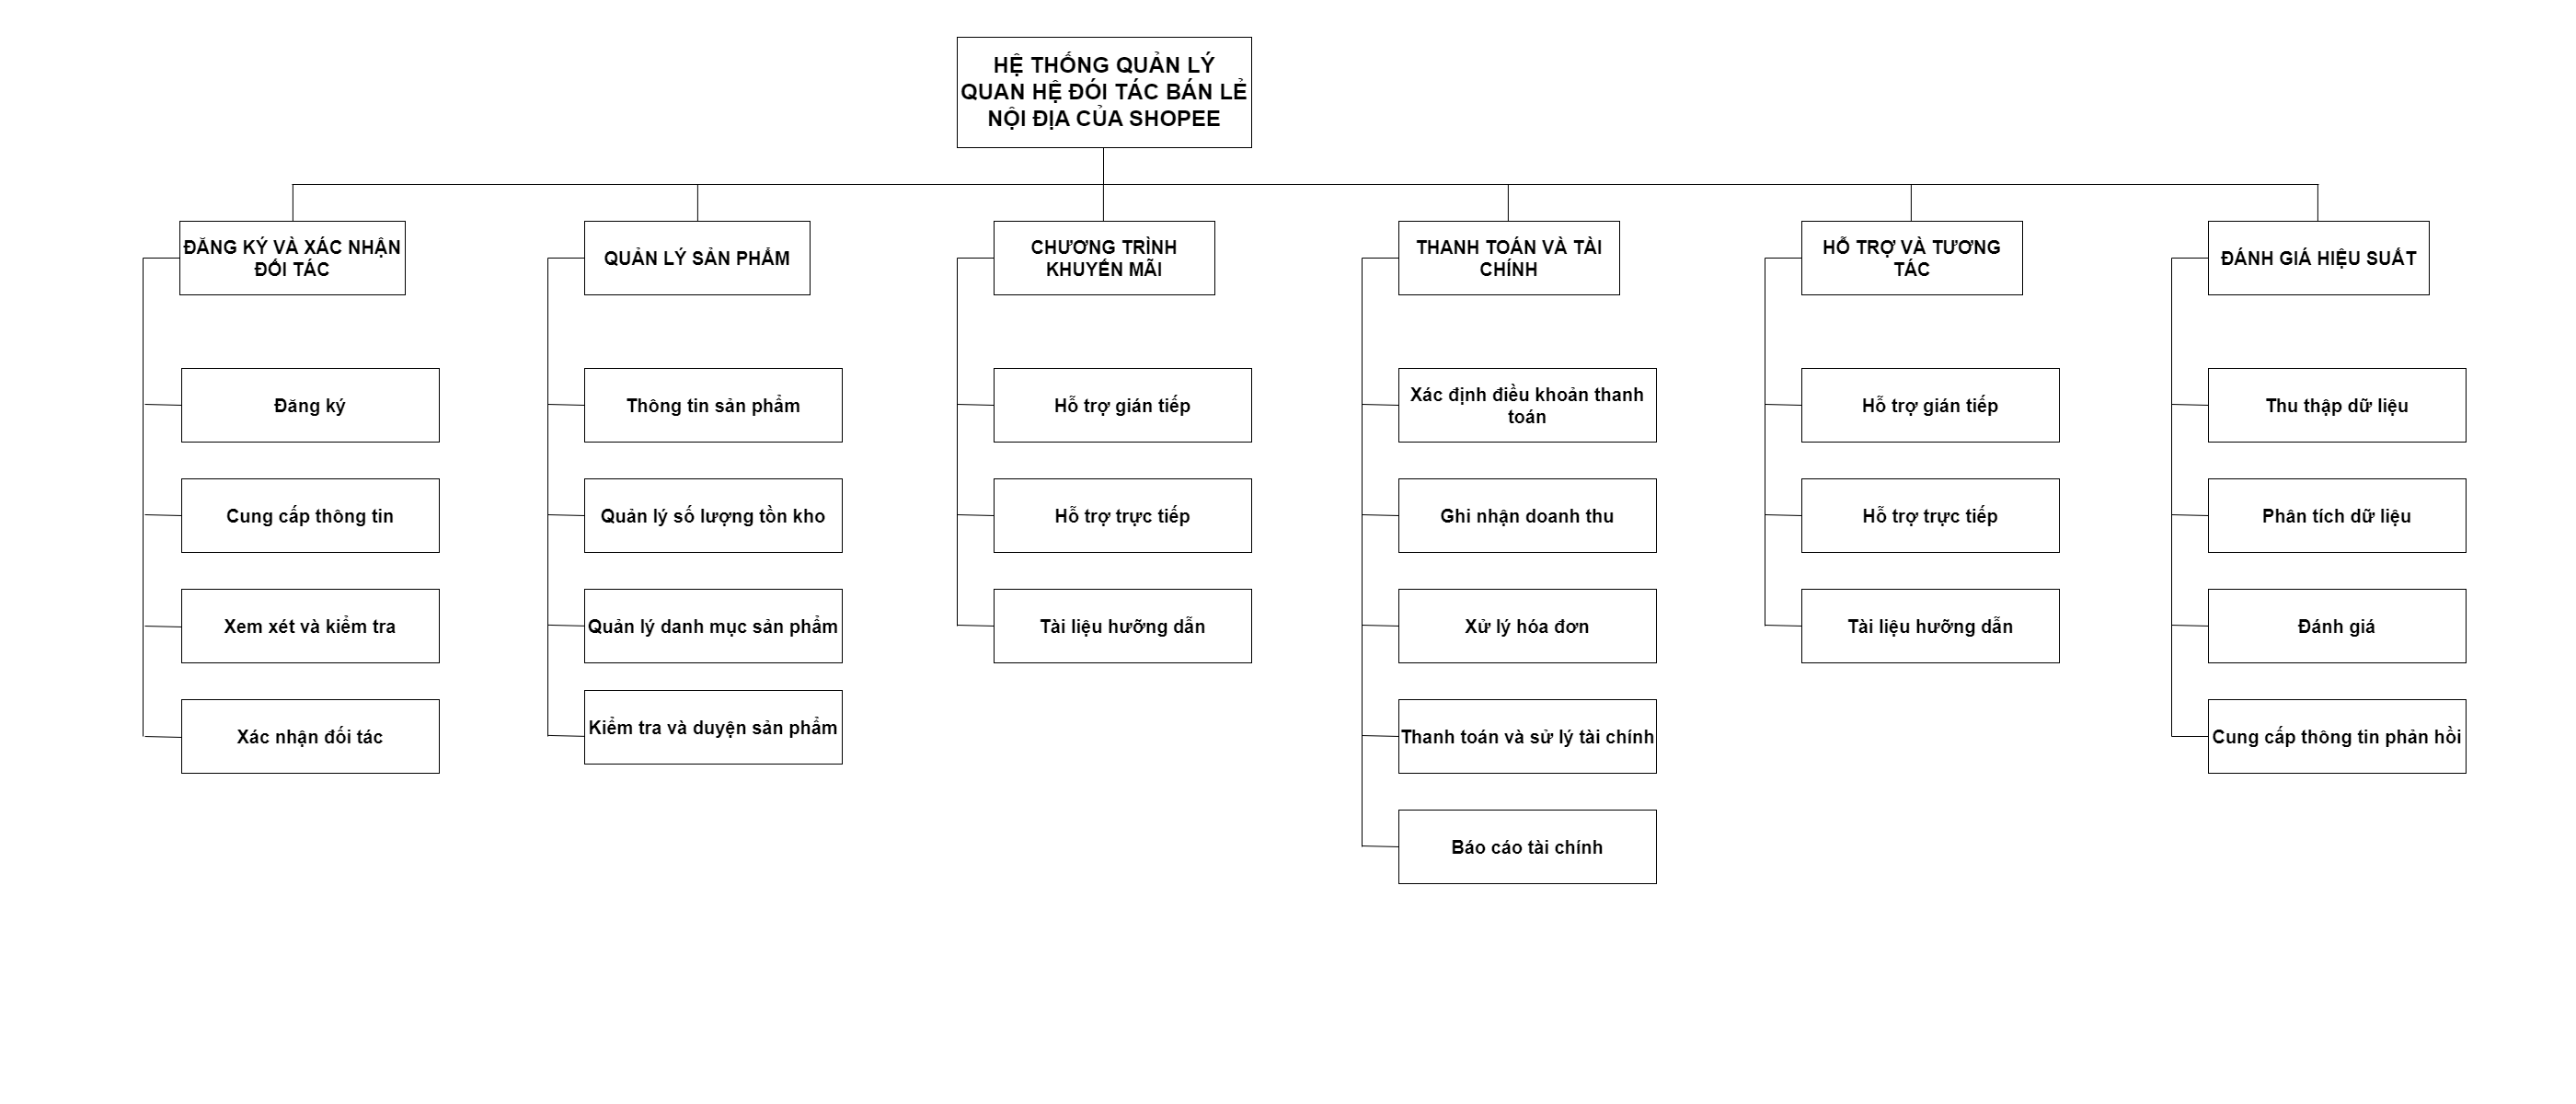 HỆ THỐNG QUẢN LÝ
QUAN HỆ ĐÓI TÁC BÁN LẺ
NỘI ĐỊA CỦA SHOPEE
ĐĂNG KÝ VÀ XÁC NHẬN
ĐỐI TÁC
Đăng ký
Cung cấp thông tin
Xem xét và kiểm tra
Xác nhận đối tác
QUẢN LÝ SẢN PHẨM
Thông tin sản phẩm
Quản lý số lượng tồn kho
Quản lý danh mục sản phẩm
Kiểm tra và duyện sản phẩm
CHƯƠNG TRÌNH
KHUYẾN MÃI
Hỗ trợ gián tiếp
Hỗ trợ trực tiếp
Tài liệu hưỡng dẫn
THANH TOÁN VÀ TÀI
CHÍNH
Xác định điều khoản thanh
toán
Ghi nhận doanh thu
Xử lý hóa đơn
Thanh toán và sử lý tài chính
Báo cáo tài chính
HỖ TRỢ VÀ TƯƠNG
TÁC
Hỗ trợ gián tiếp
Hỗ trợ trực tiếp
Tài liệu hưỡng dẫn
ĐÁNH GIÁ HIỆU SUẤT
Thu thập dữ liệu
Phân tích dữ liệu
Đánh giá
Cung cấp thông tin phản hồi